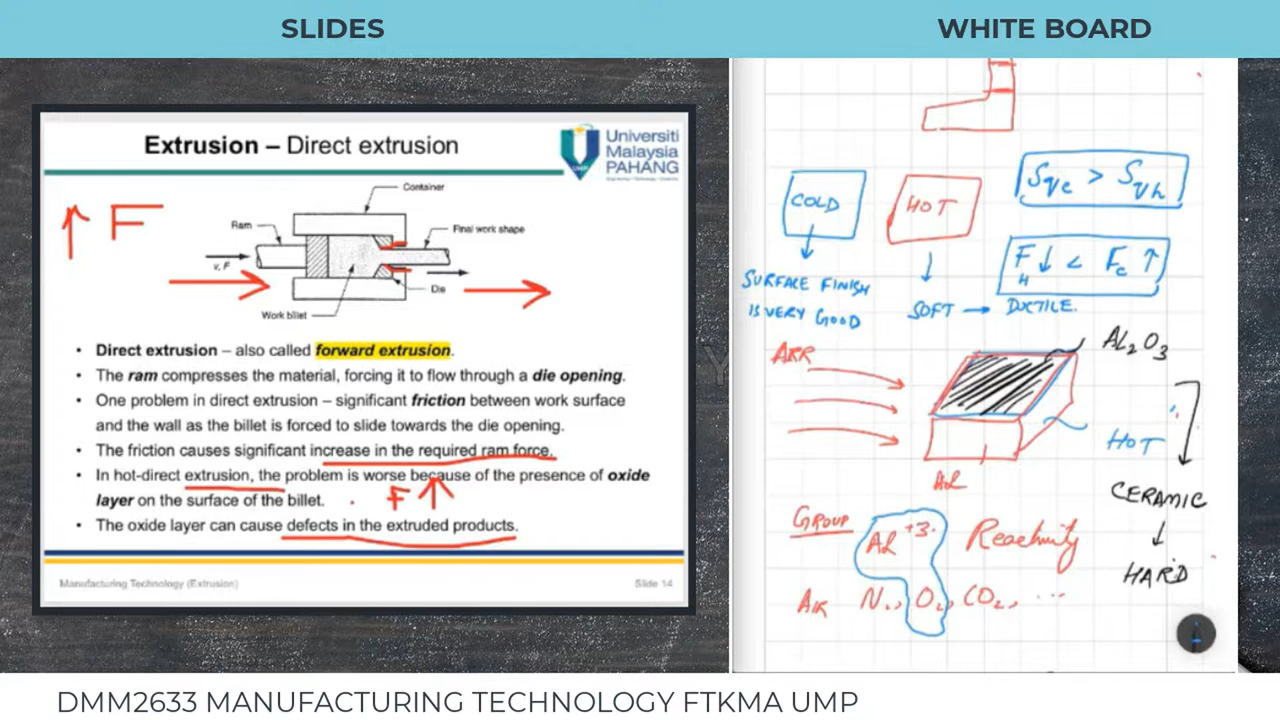 SLIDES
WHITE BOARD
Extrusion – Direct extrusion
Universiti
Malaysia
PAHANG
↑ F
Container
Ram
Final work shape
v, F
Die
Work billet
• Direct extrusion – also called forward extrusion.
• The ram compresses the material, forcing it to flow through a die opening.
• One problem in direct extrusion – significant friction between work surface
and the wall as the billet is forced to slide towards the die opening.
• The friction causes significant increase in the required ram force.
• In hot-direct extrusion, the problem is worse because of the presence of oxide
layer on the surface of the billet.
F ↑
• The oxide layer can cause defects in the extruded products.
Manufacturing Technology (Extrusion)
Slide 14
COLD
HOT
SURFACE FINISH
IS VERY GOOD
SOFT → DUCTILE.
F H ↓ < Fc ↑
AL2O3
HOT
AL
CERAMIC
↓
HARD
GROUP
AL +3.
Reactivity
AIR
O2, CO2, ...
DMM2633 MANUFACTURING TECHNOLOGY FTKMA UMP